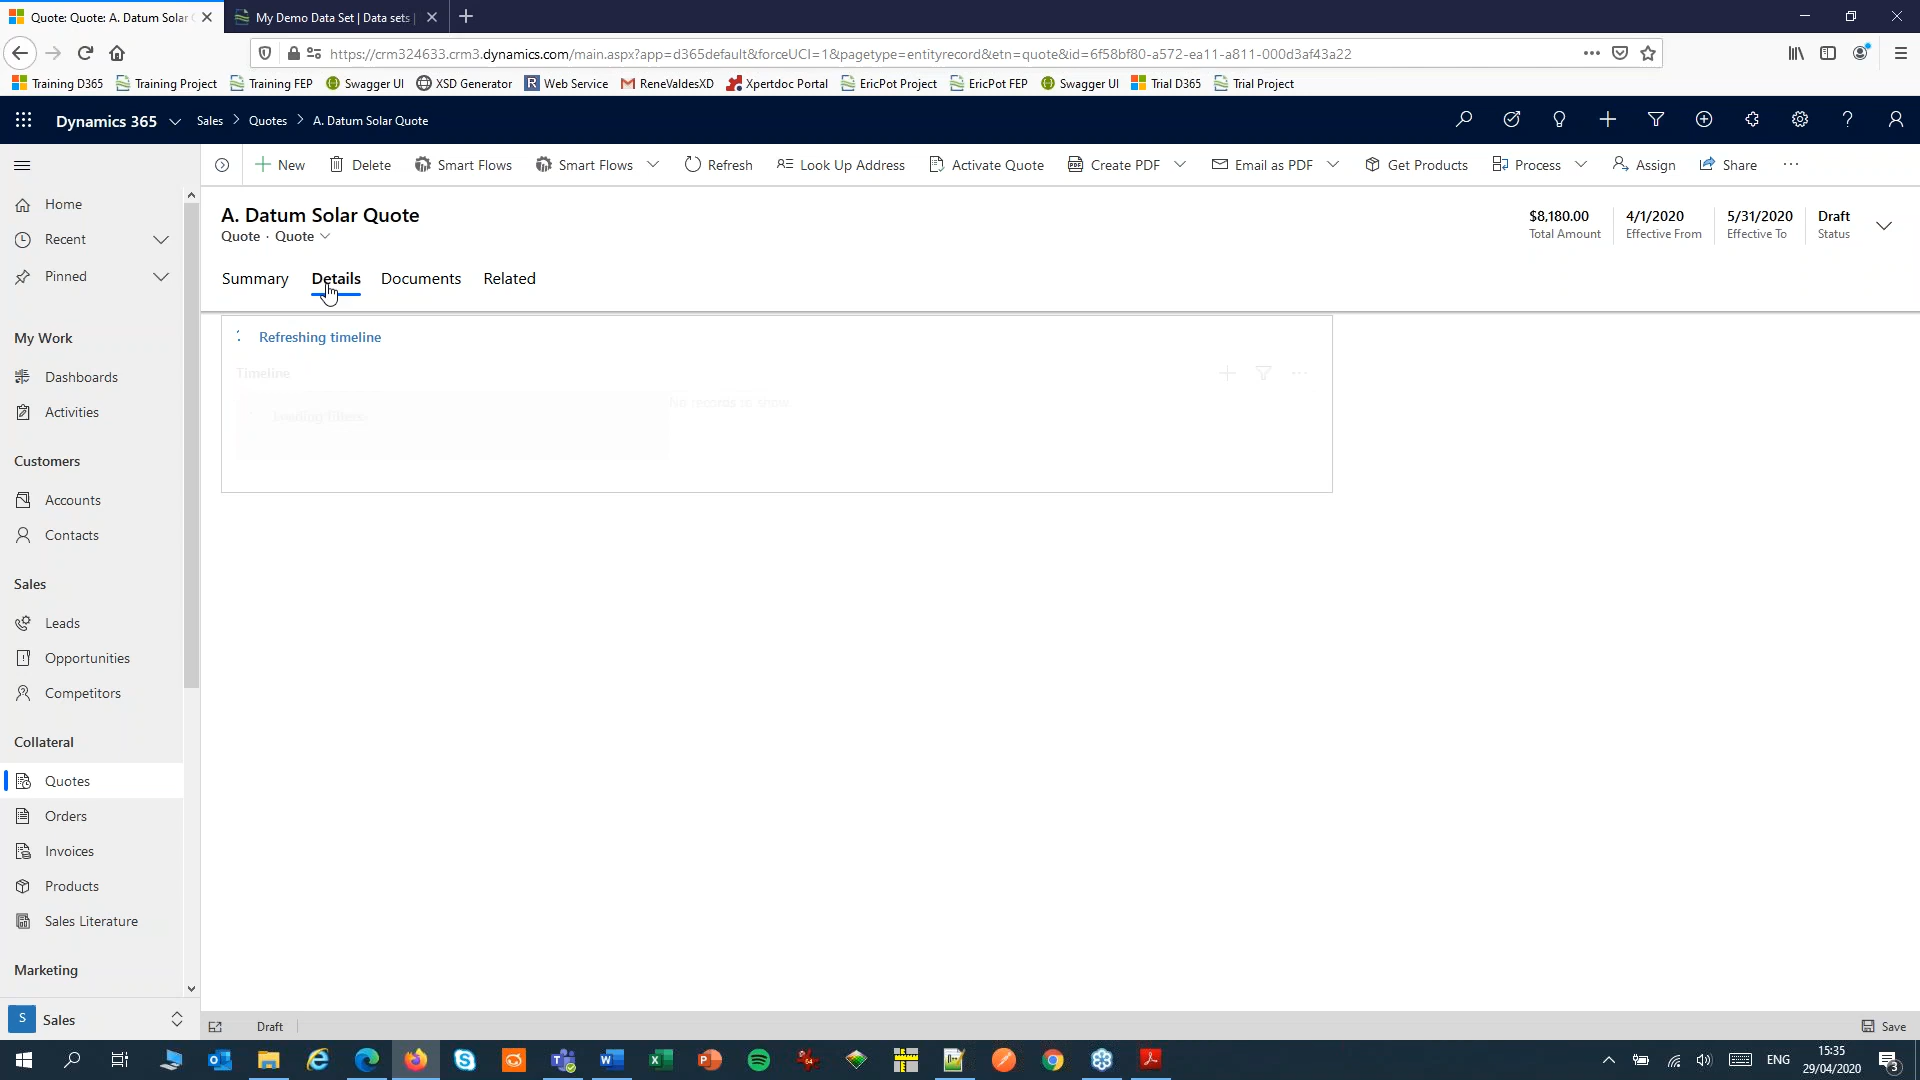 Quote: Quote: A. Datum Solar
My Demo Data Set | Data sets |
https://crm324633.crm3.dynamics.com/main.aspx?app=d365default&forceUCI=1&pagetype=entityrecord&etn=quote&id=6f58bf80-a572-ea11-a811-000d3af43a22
Training D365 Training Project Training FEP Swagger UI XSD Generator Web Service ReneValdesXD Xpertdoc Portal EricPot Project EricPot FEP Swagger UI Trial D365 Trial Project
Dynamics 365 Sales > Quotes > A. Datum Solar Quote
New Delete Smart Flows Smart Flows Refresh Look Up Address Activate Quote Create PDF Email as PDF Get Products Process Assign Share
Home
Recent
Pinned
My Work
Dashboards
Activities
Customers
Accounts
Contacts
Sales
Leads
Opportunities
Competitors
Collateral
Quotes
Orders
Invoices
Products
Sales Literature
Marketing
S Sales
A. Datum Solar Quote
Quote · Quote
$8,180.00 4/1/2020 5/31/2020 Draft
Total Amount Effective From Effective To Status
Summary Details Documents Related
Refreshing timeline
Timeline
No records to show.
Draft
Save
64
ENG
15:35
29/04/2020
3